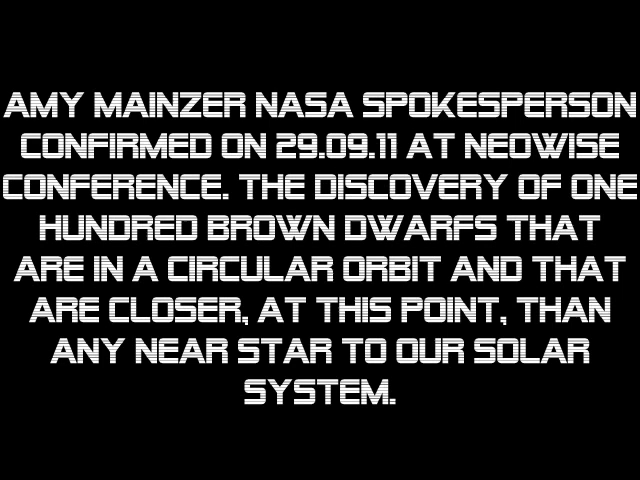 AMY MAINZER NASA SPOKESPERSON
CONFIRMED ON 29.09.11 AT NEOWISE
CONFERENCE. THE DISCOVERY OF ONE
HUNDRED BROWN DWARFS THAT
ARE IN A CIRCULAR ORBIT AND THAT
ARE CLOSER, AT THIS POINT, THAN
ANY NEAR STAR TO OUR SOLAR
SYSTEM.